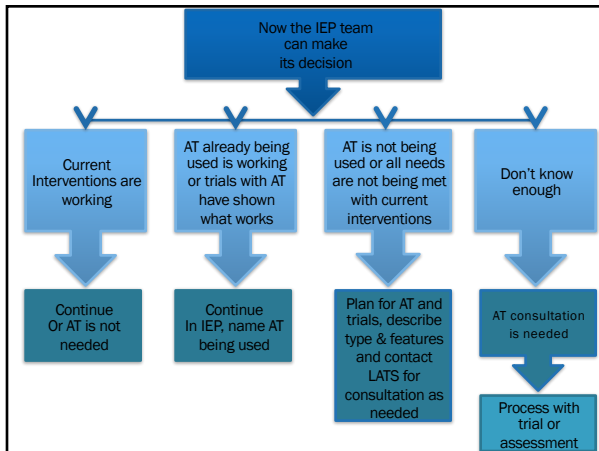 Now the IEP team
can make
its decision
Current
Interventions are
working
AT already being
used is working
or trials with AT
have shown
what works
AT is not being
used or all needs
are not being met
with current
interventions
Don't know
enough
Continue
Or AT is not
needed
Continue
In IEP, name AT
being used
Plan for AT and
trials, describe
type & features
and contact
LATS for
consultation as
needed
AT consultation
is needed
Process with
trial or
assessment